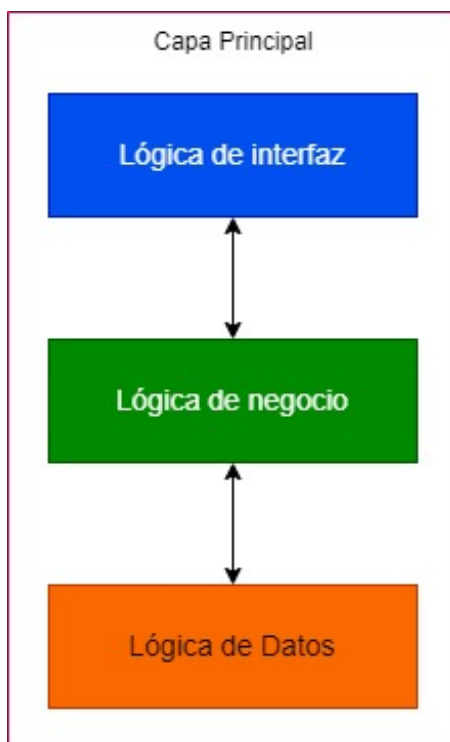 Capa Principal
Lógica de interfaz
Lógica de negocio
Lógica de Datos